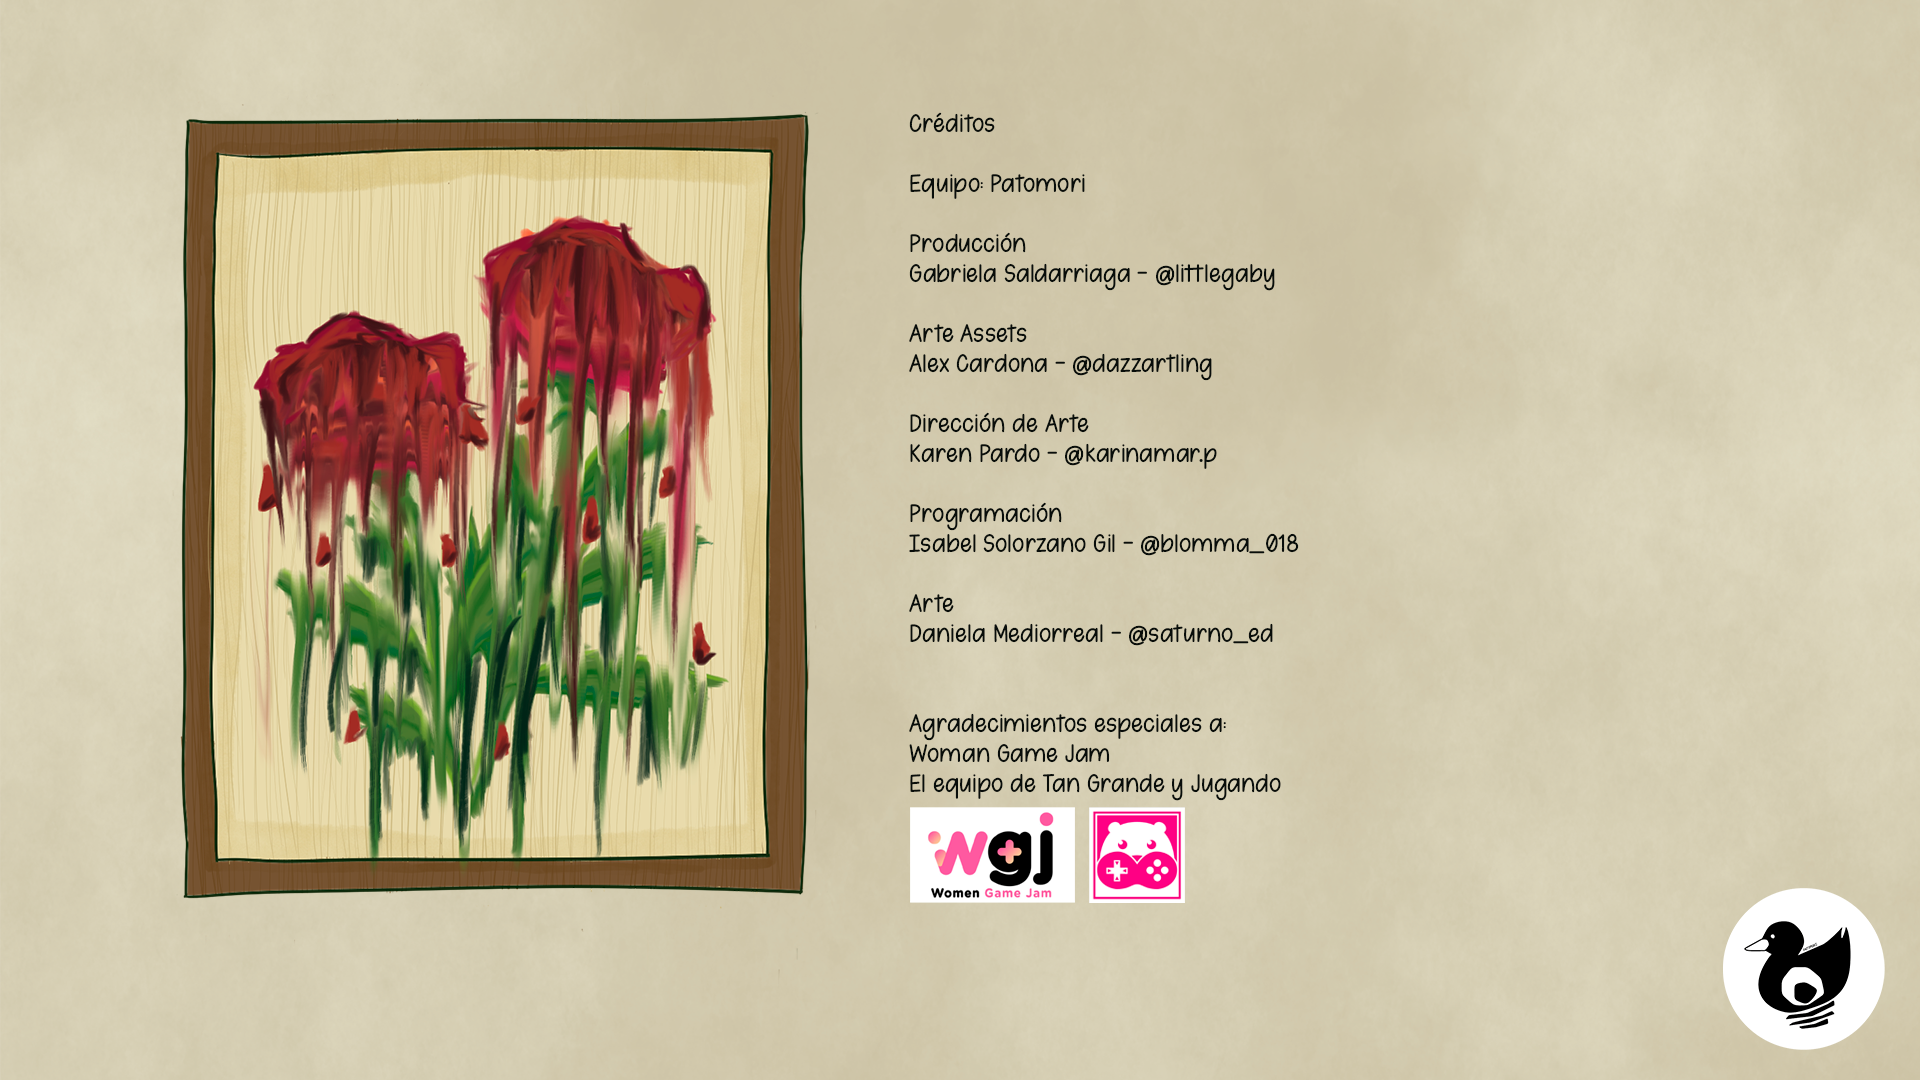 Créditos
Equipo: Patomori
Producción
Gabriela Saldarriaga - @littlegaby
Arte Assets
Alex Cardona - @dazzartling
Dirección de Arte
Karen Pardo - @karinamar.p
Programación
Isabel Solorzano Gil - @blomma_018
Arte
Daniela Mediorreal - @saturno_ed
Agradecimientos especiales a:
Woman Game Jam
El equipo de Tan Grande y Jugando
wgj
Women Game Jam